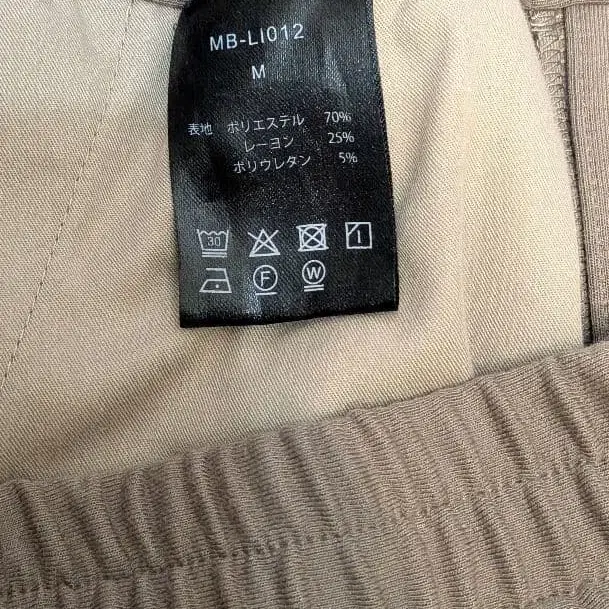 MB-LI012
M
表地 ポリエステル 70%
レーヨン 25%
ポリウレタン 5%
30
F W